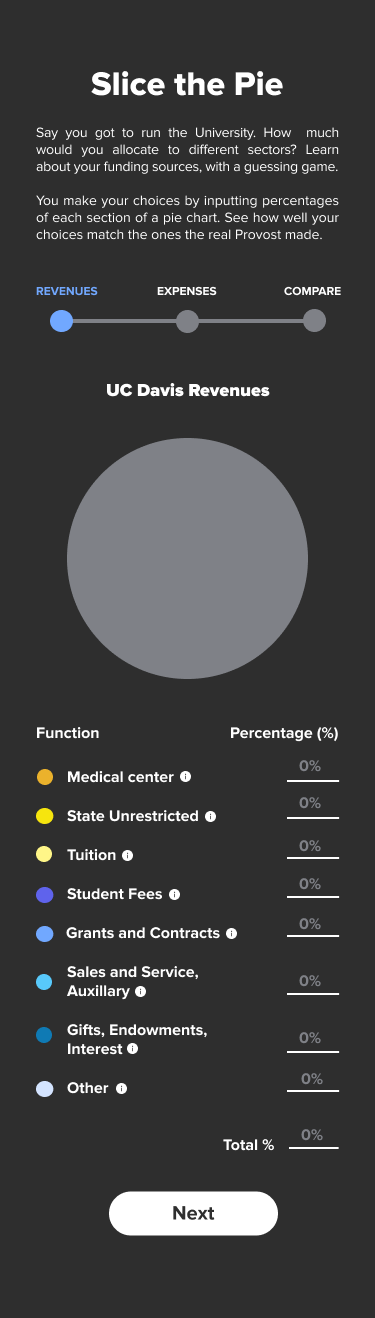 Slice the Pie
Say you got to run the University. How much
would you allocate to different sectors? Learn
about your funding sources, with a guessing game.
You make your choices by inputting percentages
of each section of a pie chart. See how well your
choices match the ones the real Provost made.
REVENUES EXPENSES COMPARE
UC Davis Revenues
Function Percentage (%)
Medical center 0%
State Unrestricted 0%
Tuition 0%
Student Fees 0%
Grants and Contracts 0%
Sales and Service,
Auxillary 0%
Gifts, Endowments,
Interest 0%
Other 0%
Total % 0%
Next